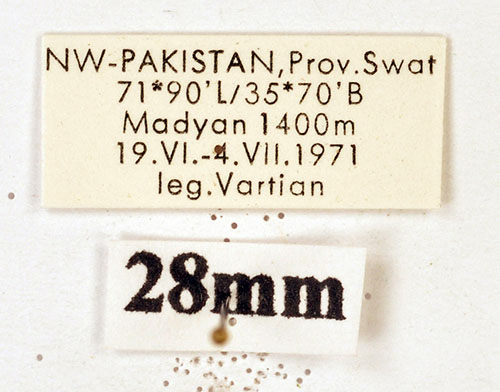 NW-PAKISTAN,Prov.Swat
71*90'L/35*70'B
Madyan 1400m
19.VI.-4.VII.1971
leg.Vartian
28mm